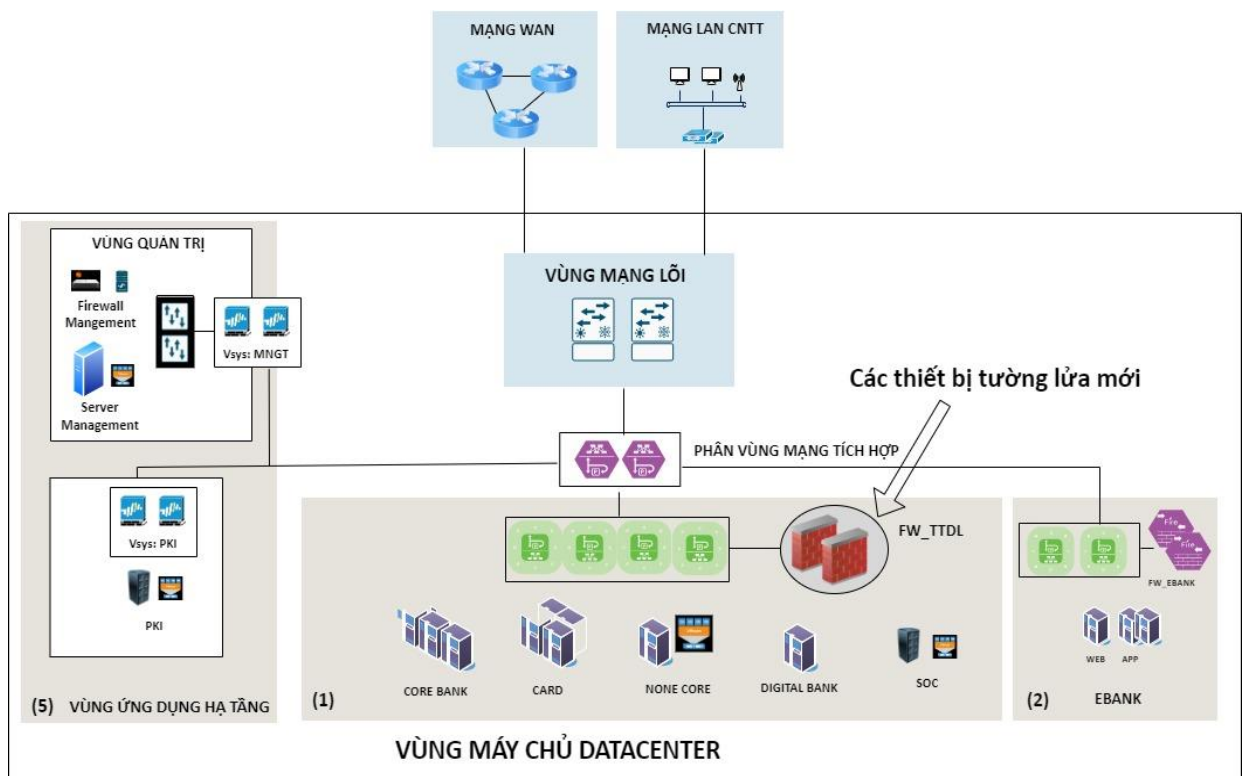 MẠNG WAN
MẠNG LAN CNTT
VÙNG QUẢN TRỊ
Firewall
Mangement
Vsys: MNGT
Server
Management
VÙNG MẠNG LÕI
Các thiết bị tường lửa mới
PHÂN VÙNG MẠNG TÍCH HỢP
Vsys: PKI
PKI
FW_TTDL
FW_EBANK
CORE BANK
CARD
NONE CORE
DIGITAL BANK
SOC
WEB
APP
(5) VÙNG ỨNG DỤNG HẠ TẦNG
(1)
(2)
EBANK
VÙNG MÁY CHỦ DATACENTER